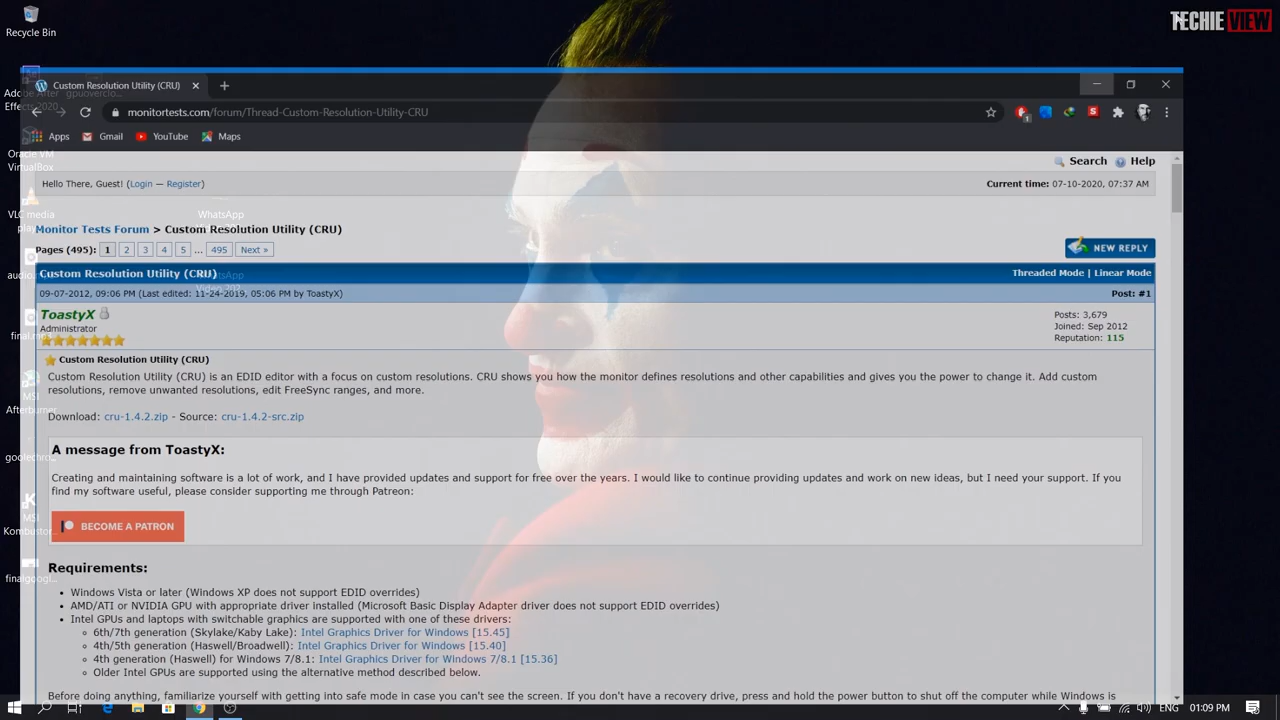 Recycle Bin
TECHIE VIEW
Custom Resolution Utility (CRU)
monitortests.com/forum/Thread-Custom-Resolution-Utility-CRU
Apps Gmail YouTube Maps
Effects 2020
Oracle VM
VirtualBox
VLC media
WhatsApp
MSI
Afterburner
MSI
Kombustor...
Search Help
Hello There, Guest! (Login — Register)
Current time: 07-10-2020, 07:37 AM
Monitor Tests Forum > Custom Resolution Utility (CRU)
Pages (495): 1 2 3 4 5 ... 495 Next »
NEW REPLY
Custom Resolution Utility (CRU)
Threaded Mode | Linear Mode
09-07-2012, 09:06 PM (Last edited: 11-24-2019, 05:06 PM by ToastyX)
Post: #1
ToastyX
Administrator
Posts: 3,679
Joined: Sep 2012
Reputation: 115
Custom Resolution Utility (CRU)
Custom Resolution Utility (CRU) is an EDID editor with a focus on custom resolutions. CRU shows you how the monitor defines resolutions and other capabilities and gives you the power to change it. Add custom
resolutions, remove unwanted resolutions, edit FreeSync ranges, and more.
Download: cru-1.4.2.zip - Source: cru-1.4.2-src.zip
A message from ToastyX:
Creating and maintaining software is a lot of work, and I have provided updates and support for free over the years. I would like to continue providing updates and work on new ideas, but I need your support. If you
find my software useful, please consider supporting me through Patreon:
BECOME A PATRON
Requirements:
• Windows Vista or later (Windows XP does not support EDID overrides)
• AMD/ATI or NVIDIA GPU with appropriate driver installed (Microsoft Basic Display Adapter driver does not support EDID overrides)
• Intel GPUs and laptops with switchable graphics are supported with one of these drivers:
6th/7th generation (Skylake/Kaby Lake): Intel Graphics Driver for Windows [15.45]
4th/5th generation (Haswell/Broadwell): Intel Graphics Driver for Windows [15.40]
4th generation (Haswell) for Windows 7/8.1: Intel Graphics Driver for Windows 7/8.1 [15.36]
Older Intel GPUs are supported using the alternative method described below.
Before doing anything, familiarize yourself with getting into safe mode in case you can't see the screen. If you don't have a recovery drive, press and hold the power button to shut off the computer while Windows is
ENG 01:09 PM